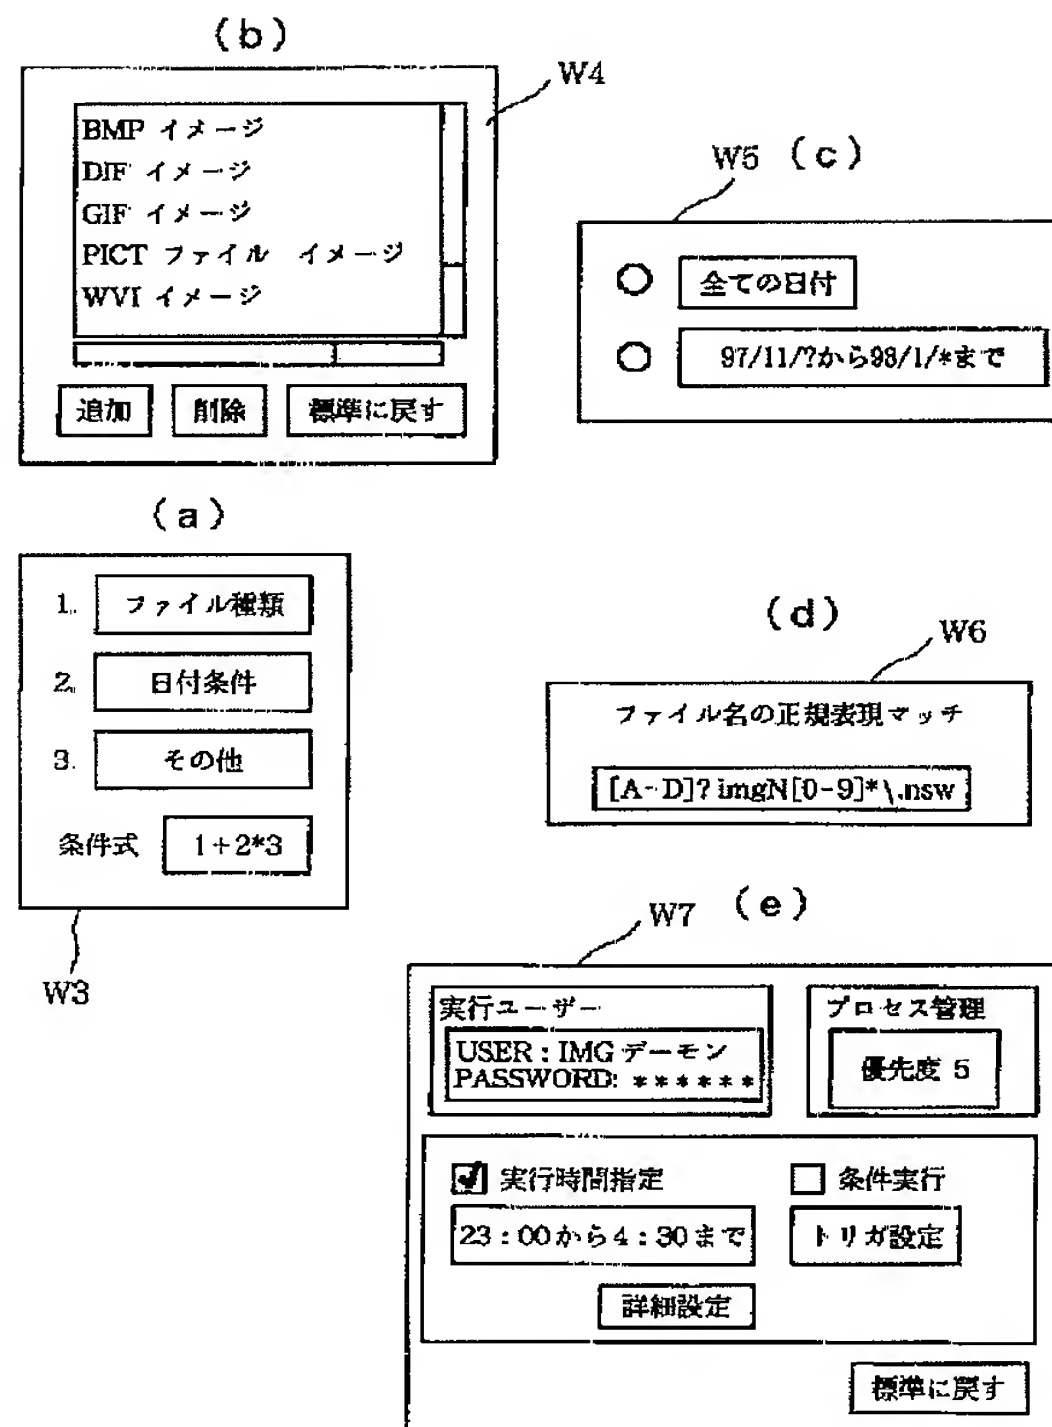 (b)
W4
BMP イメージ
DIF イメージ
GIF イメージ
PICT ファイル イメージ
WVI イメージ
追加 削除 標準に戻す
W5 (c)
全ての日付
97/11/?から98/1/*まで
(a)
1. ファイル種類
2. 日付条件
3. その他
条件式 1+2*3
W3
(d)
W6
ファイル名の正規表現マッチ
[A-D]? imgN[0-9]*\.nsw
W7 (e)
実行ユーザー
USER : IMG デーモン
PASSWORD: ******
プロセス管理
優先度 5
実行時間指定 条件実行
23:00から4:30まで トリガ設定
詳細設定
標準に戻す